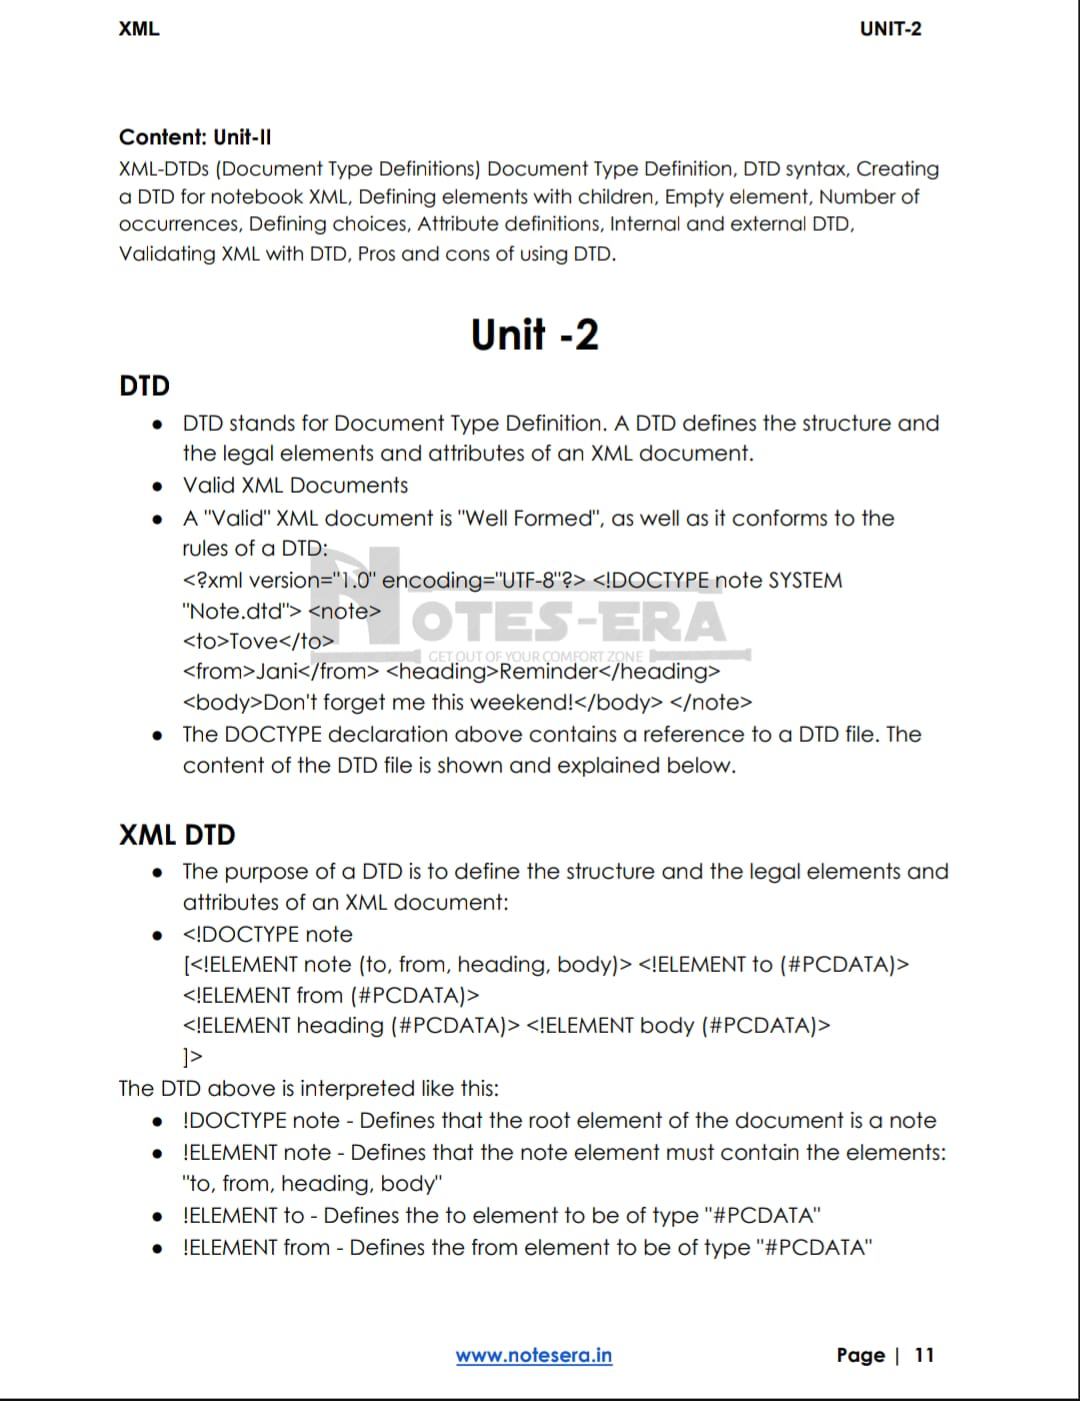 XML UNIT-2
Content: Unit-II
XML-DTDs (Document Type Definitions) Document Type Definition, DTD syntax, Creating
a DTD for notebook XML, Defining elements with children, Empty element, Number of
occurrences, Defining choices, Attribute definitions, Internal and external DTD,
Validating XML with DTD, Pros and cons of using DTD.
Unit -2
DTD
● DTD stands for Document Type Definition. A DTD defines the structure and
the legal elements and attributes of an XML document.
● Valid XML Documents
● A "Valid" XML document is "Well Formed", as well as it conforms to the
rules of a DTD:
<?xml version="1.0" encoding="UTF-8"?> <!DOCTYPE note SYSTEM
"Note.dtd"> <note>
NOTES-ERA
<to>Tove</to>
GET OUT OF YOUR COMFORT ZONE
<from>Jani</from> <heading>Reminder</heading>
<body>Don't forget me this weekend!</body> </note>
● The DOCTYPE declaration above contains a reference to a DTD file. The
content of the DTD file is shown and explained below.
XML DTD
● The purpose of a DTD is to define the structure and the legal elements and
attributes of an XML document:
● <!DOCTYPE note
[<!ELEMENT note (to, from, heading, body)> <!ELEMENT to (#PCDATA)>
<!ELEMENT from (#PCDATA)>
<!ELEMENT heading (#PCDATA)> <!ELEMENT body (#PCDATA)>
]>
The DTD above is interpreted like this:
● !DOCTYPE note - Defines that the root element of the document is a note
● !ELEMENT note - Defines that the note element must contain the elements:
"to, from, heading, body"
● !ELEMENT to - Defines the to element to be of type "#PCDATA"
● !ELEMENT from - Defines the from element to be of type "#PCDATA"
www.notesera.in Page | 11